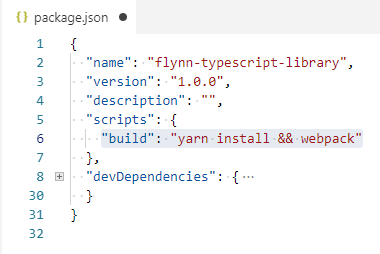 { } package.json ●
1 {
2 "name": "flynn-typescript-library",
3 "version": "1.0.0",
4 "description": "",
5 "scripts": {
6 "build": "yarn install && webpack"
7 },
8 "devDependencies": { ...
30 }
31 }
32